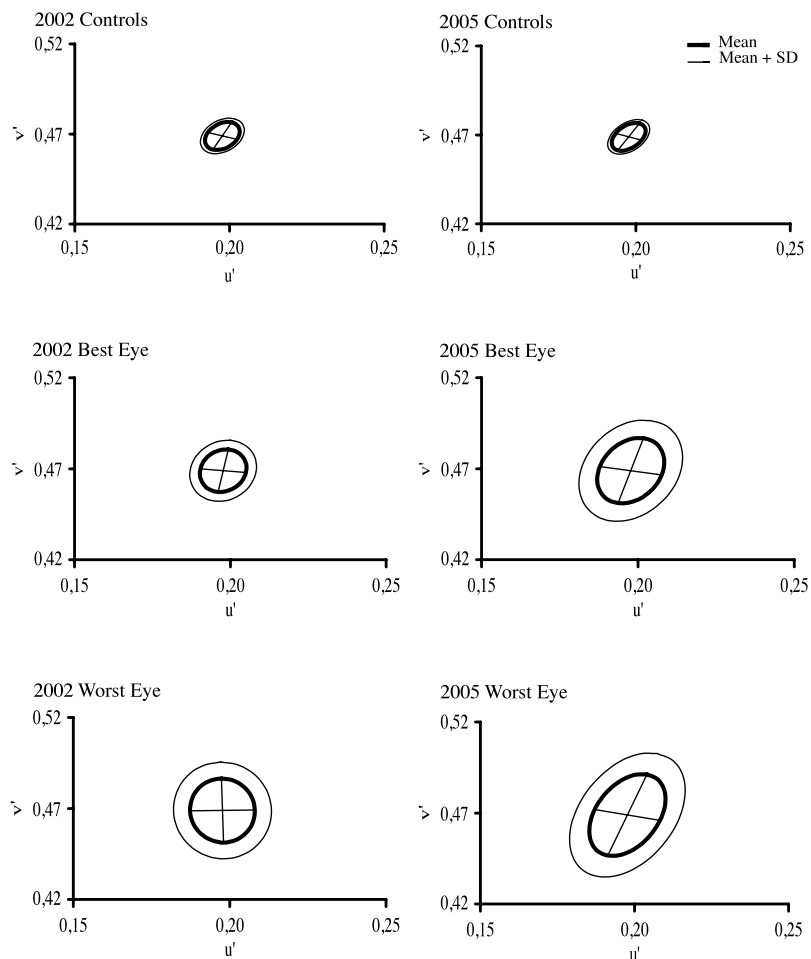 2002 Controls
0,52
v'
0,47
0,42
0,15
0,20
0,25
u'
2005 Controls
Mean
Mean + SD
0,52
v'
0,47
0,42
0,15
0,20
0,25
u'
2002 Best Eye
0,52
v'
0,47
0,42
0,15
0,20
0,25
u'
2005 Best Eye
0,52
v'
0,47
0,42
0,15
0,20
0,25
u'
2002 Worst Eye
0,52
v'
0,47
0,42
0,15
0,20
0,25
u'
2005 Worst Eye
0,52
v'
0,47
0,42
0,15
0,20
0,25
u'